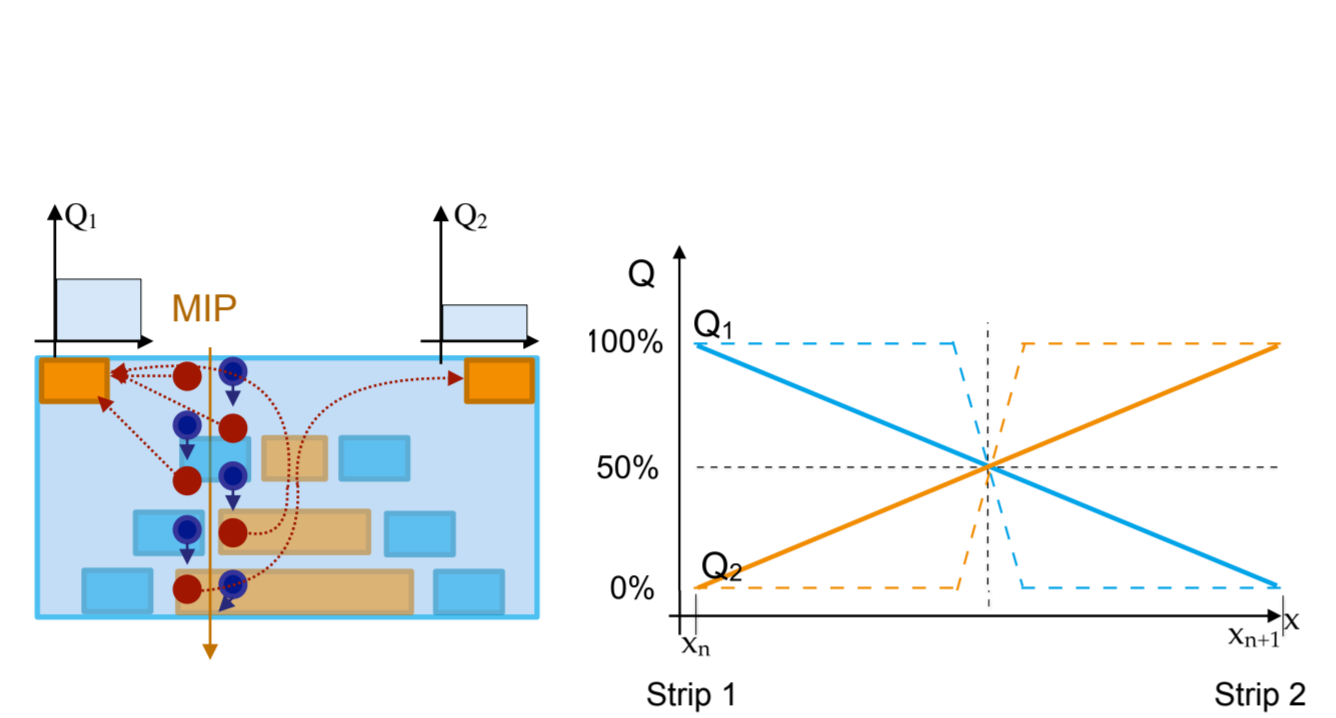 Q₁
Q₂
MIP
Q
Q₁
100%
50%
Q₂
0%
xₙ
xₙ₊₁
x
Strip 1
Strip 2